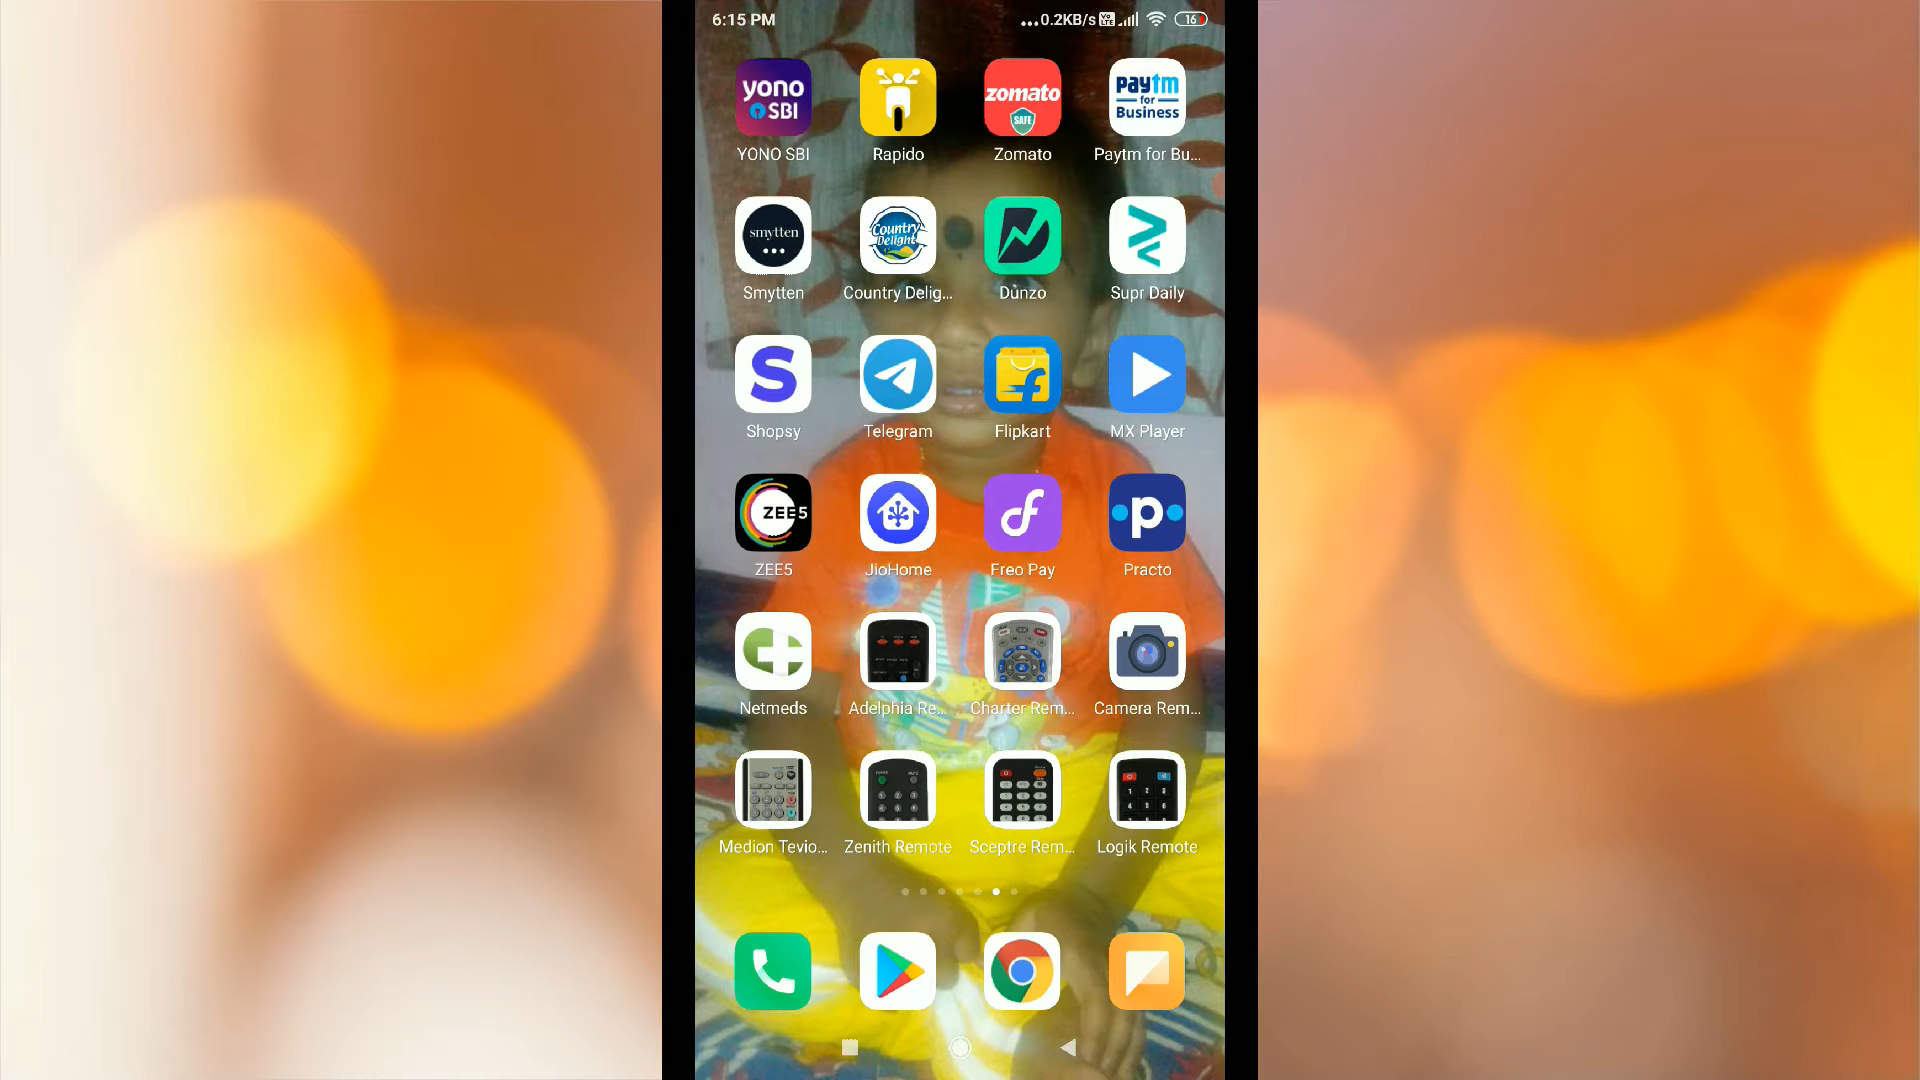 6:15 PM ...0.2KB/s Vo LTE 16
yono SBI
zomato SAFE
paytm for Business
YONO SBI Rapido Zomato Paytm for Bu...
smytten
Country Delight
Smytten Country Delig... Dunzo Supr Daily
S
Shopsy Telegram Flipkart MX Player
ZEE5
p
ZEE5 JioHome Freo Pay Practo
Netmeds Adelphia Re... Charter Rem... Camera Rem...
Medion Tevio... Zenith Remote Sceptre Rem... Logik Remote